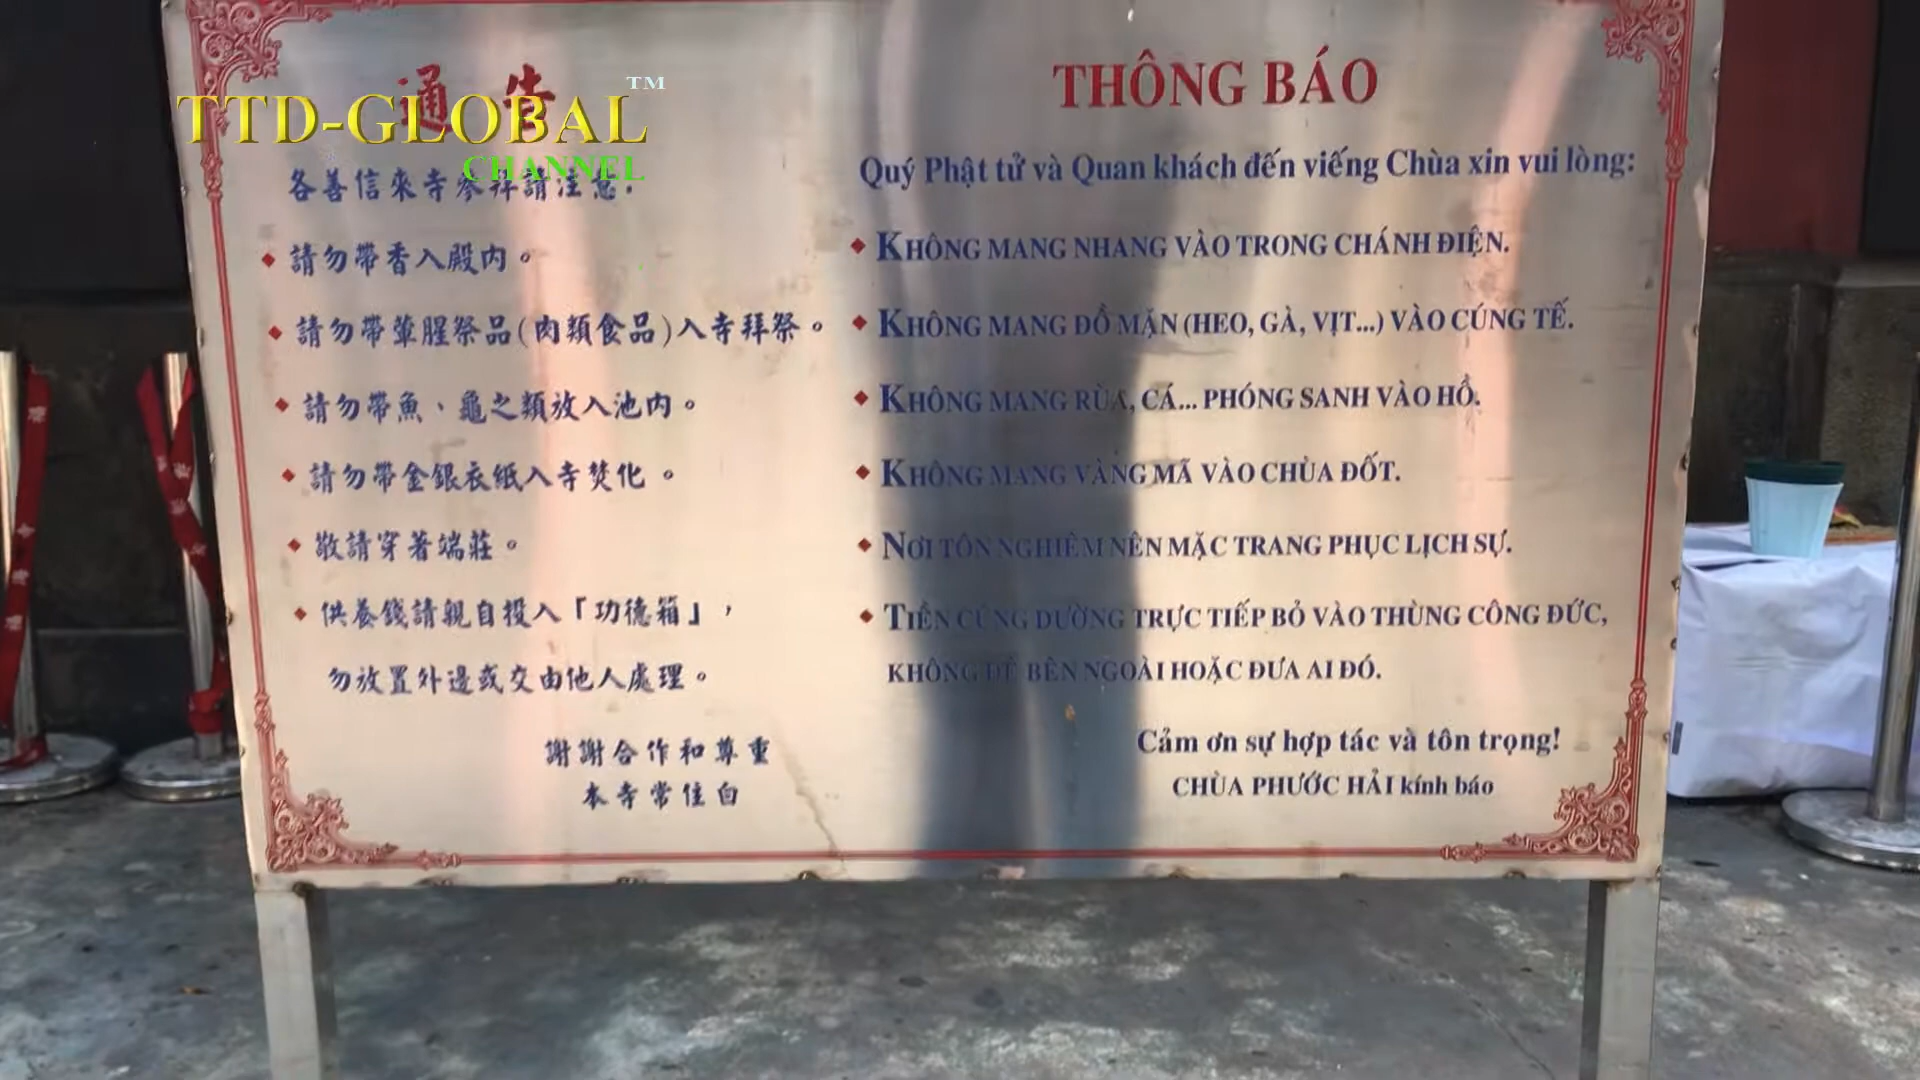 TTD-GLOBAL™
CHANNEL
通告
各善信來寺參拜請注意:
請勿帶香入殿內。
請勿帶葷腥祭品(肉類食品)入寺拜祭。
請勿帶魚、龜之類放入池內。
請勿帶金銀衣紙入寺焚化。
敬請穿著端莊。
供養錢請親自投入「功德箱」,
勿放置外邊或交由他人處理。
謝謝合作和尊重
本寺常住白
THÔNG BÁO
Quý Phật tử và Quan khách đến viếng Chùa xin vui lòng:
KHÔNG MANG NHANG VÀO TRONG CHÁNH ĐIỆN.
KHÔNG MANG ĐỒ MẶN (HEO, GÀ, VỊT...) VÀO CÚNG TẾ.
KHÔNG MANG RÙA, CÁ... PHÓNG SANH VÀO HỒ.
KHÔNG MANG VÀNG MÃ VÀO CHÙA ĐỐT.
NƠI TÔN NGHIÊM NÊN MẶC TRANG PHỤC LỊCH SỰ.
TIỀN CÚNG DƯỜNG TRỰC TIẾP BỎ VÀO THÙNG CÔNG ĐỨC,
KHÔNG ĐỂ BÊN NGOÀI HOẶC ĐƯA AI ĐÓ.
Cảm ơn sự hợp tác và tôn trọng!
CHÙA PHƯỚC HẢI kính báo